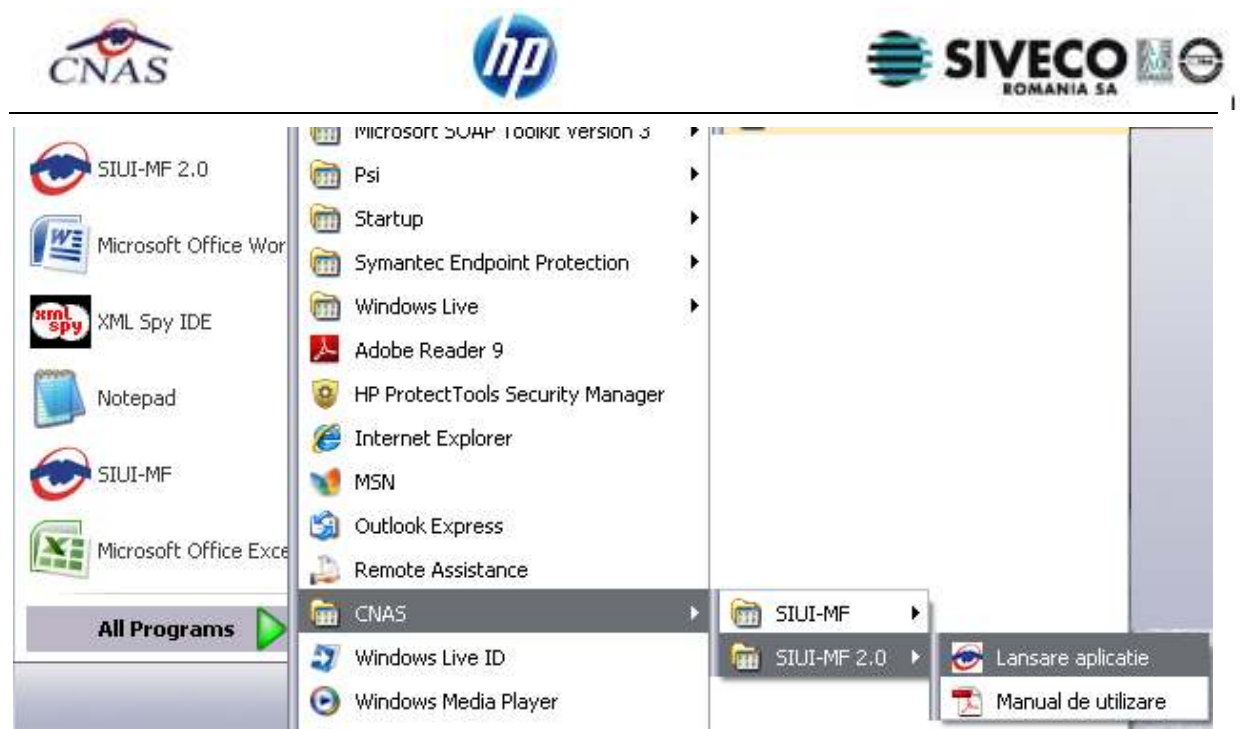 CNAS
hp
SIVECO
ROMANIA SA
SIUI-MF 2.0
Microsoft Office Wor
XML Spy IDE
Notepad
SIUI-MF
Microsoft Office Exce
All Programs
Microsoft SOAP Toolkit Version 3
Psi
Startup
Symantec Endpoint Protection
Windows Live
Adobe Reader 9
HP ProtectTools Security Manager
Internet Explorer
MSN
Outlook Express
Remote Assistance
CNAS
Windows Live ID
Windows Media Player
SIUI-MF
SIUI-MF 2.0
Lansare aplicatie
Manual de utilizare